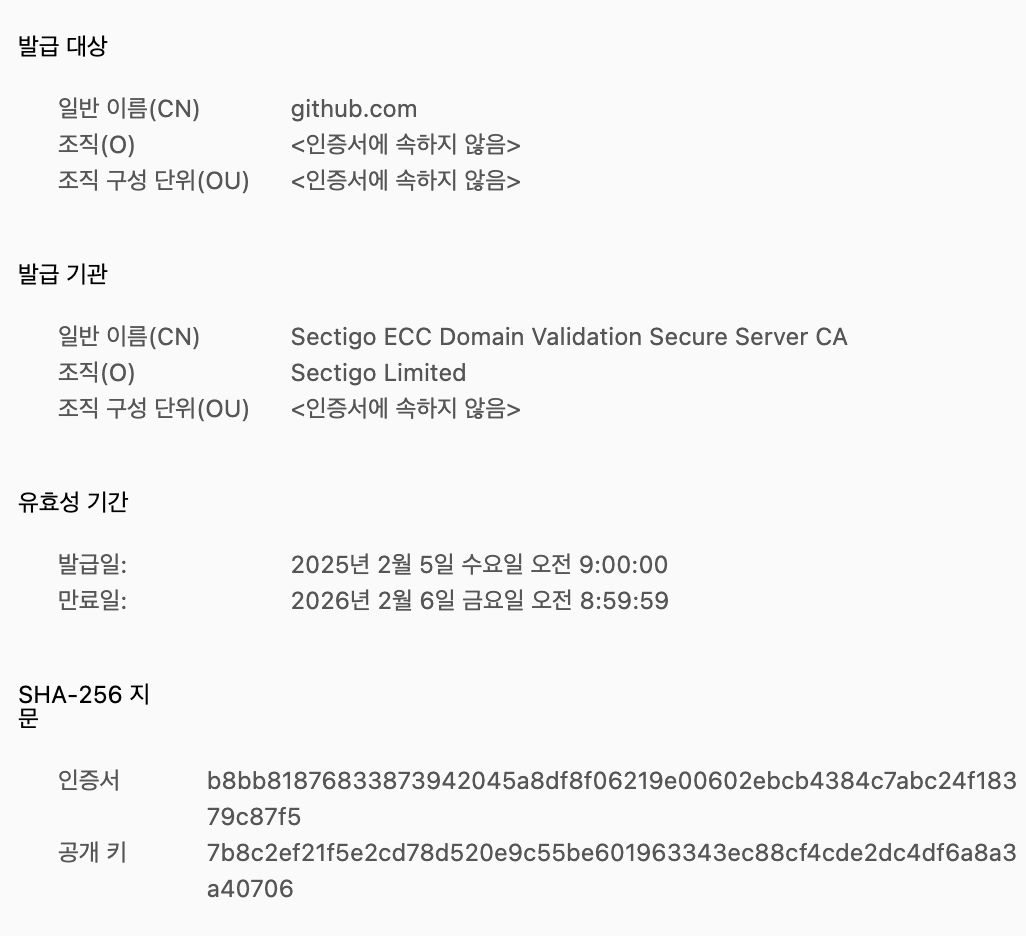 발급 대상
일반 이름(CN) github.com
조직(O) <인증서에 속하지 않음>
조직 구성 단위(OU) <인증서에 속하지 않음>
발급 기관
일반 이름(CN) Sectigo ECC Domain Validation Secure Server CA
조직(O) Sectigo Limited
조직 구성 단위(OU) <인증서에 속하지 않음>
유효성 기간
발급일: 2025년 2월 5일 수요일 오전 9:00:00
만료일: 2026년 2월 6일 금요일 오전 8:59:59
SHA-256 지
문
인증서 b8bb81876833873942045a8df8f06219e00602ebcb4384c7abc24f183
79c87f5
공개 키 7b8c2ef21f5e2cd78d520e9c55be601963343ec88cf4cde2dc4df6a8a3
a40706